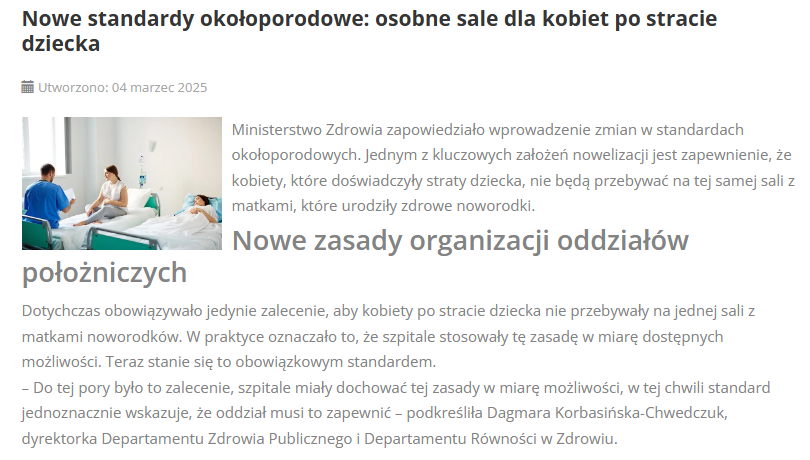 Nowe standardy okołoporodowe: osobne sale dla kobiet po stracie
dziecka
Utworzono: 04 marzec 2025
Ministerstwo Zdrowia zapowiedziało wprowadzenie zmian w standardach
okołoporodowych. Jednym z kluczowych założeń nowelizacji jest zapewnienie, że
kobiety, które doświadczyły straty dziecka, nie będą przebywać na tej samej sali z
matkami, które urodziły zdrowe noworodki.
Nowe zasady organizacji oddziałów
położniczych
Dotychczas obowiązywało jedynie zalecenie, aby kobiety po stracie dziecka nie przebywały na jednej sali z
matkami noworodków. W praktyce oznaczało to, że szpitale stosowały tę zasadę w miarę dostępnych
możliwości. Teraz stanie się to obowiązkowym standardem.
– Do tej pory było to zalecenie, szpitale miały dochować tej zasady w miarę możliwości, w tej chwili standard
jednoznacznie wskazuje, że oddział musi to zapewnić – podkreśliła Dagmara Korbasińska-Chwedczuk,
dyrektorka Departamentu Zdrowia Publicznego i Departamentu Równości w Zdrowiu.